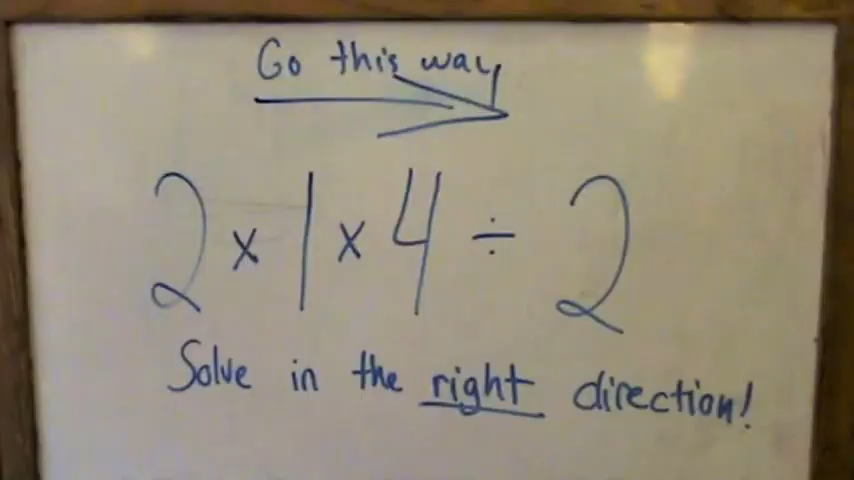 Go this way
2 × 1 × 4 ÷ 2
Solve in the right direction!